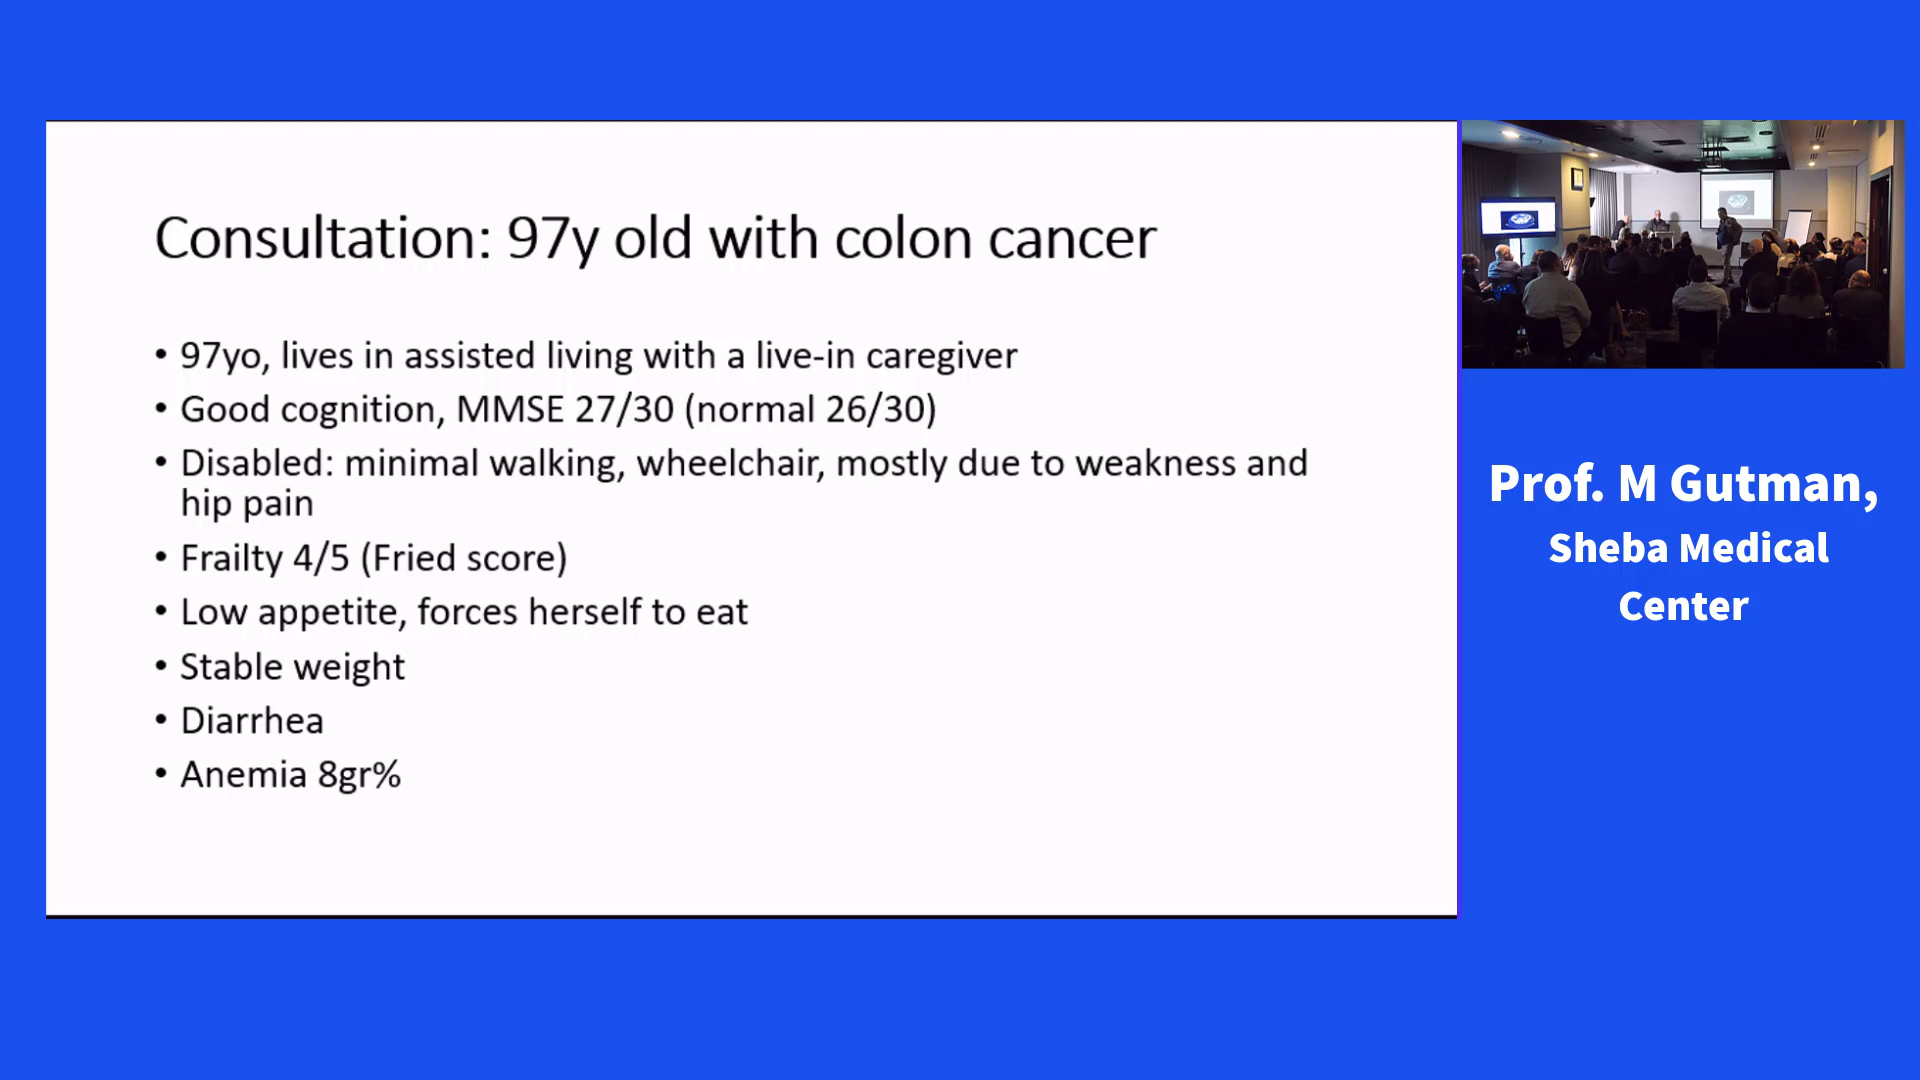 Consultation: 97y old with colon cancer
• 97yo, lives in assisted living with a live-in caregiver
• Good cognition, MMSE 27/30 (normal 26/30)
• Disabled: minimal walking, wheelchair, mostly due to weakness and
hip pain
• Frailty 4/5 (Fried score)
• Low appetite, forces herself to eat
• Stable weight
• Diarrhea
• Anemia 8gr%
Prof. M Gutman,
Sheba Medical
Center